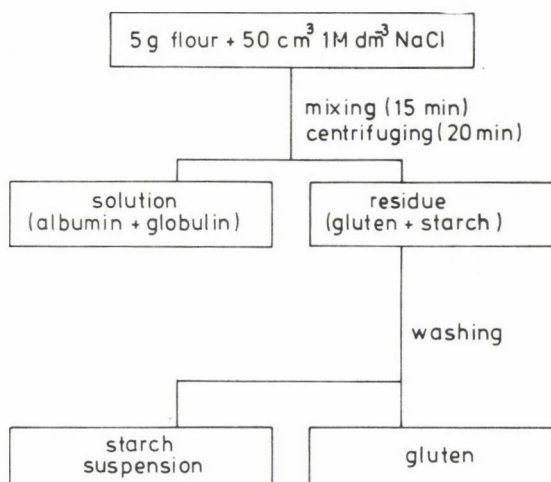 5 g flour + 50 cm³ 1M dm³ NaCl
mixing (15 min)
centrifuging (20 min)
solution
(albumin + globulin)
residue
(gluten + starch)
washing
starch
suspension
gluten